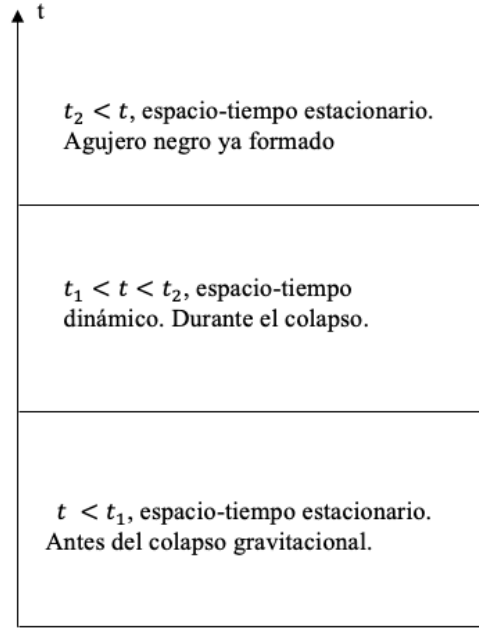 t
t₂ < t, espacio-tiempo estacionario.
Agujero negro ya formado
t₁ < t < t₂, espacio-tiempo
dinámico. Durante el colapso.
t < t₁, espacio-tiempo estacionario.
Antes del colapso gravitacional.